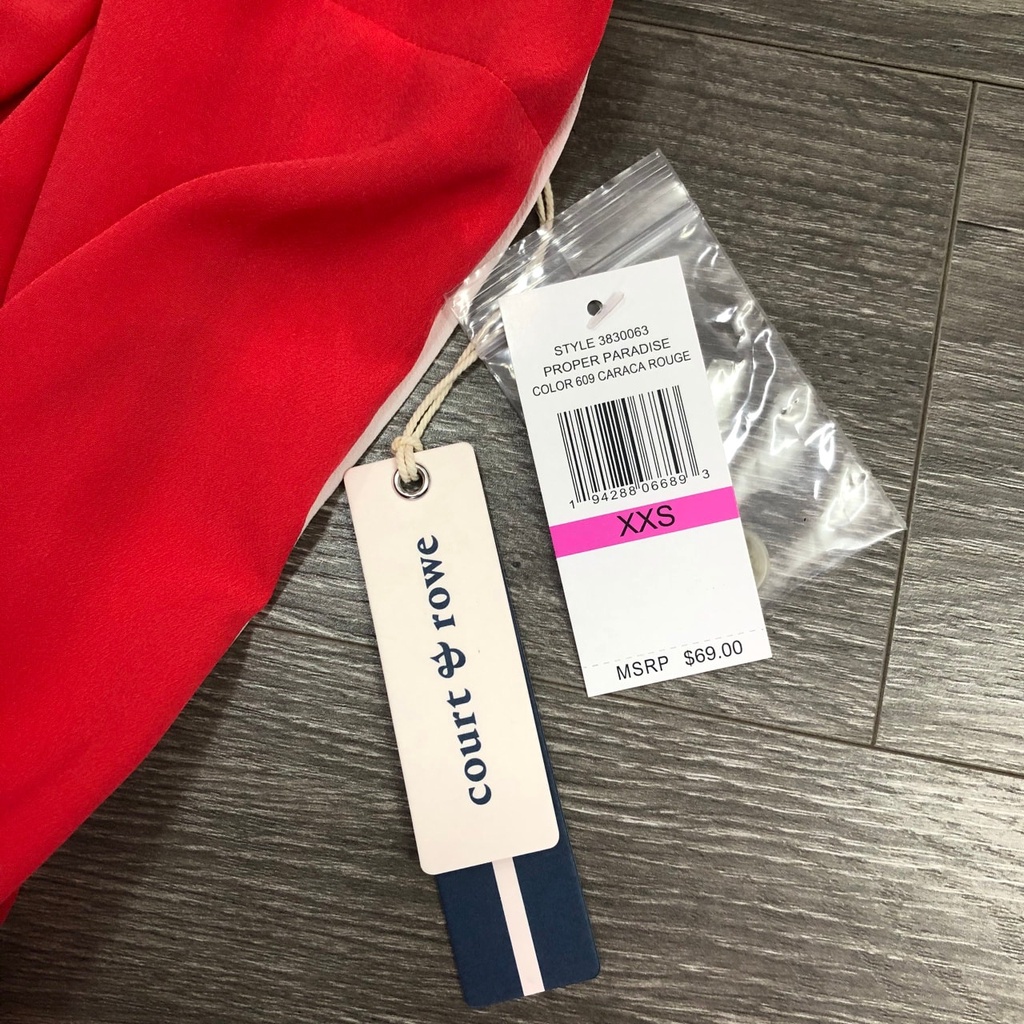 STYLE 3830063
PROPER PARADISE
COLOR 609 CARACA ROUGE
1 94288 06689 3
XXS
MSRP $69.00
court & rowe